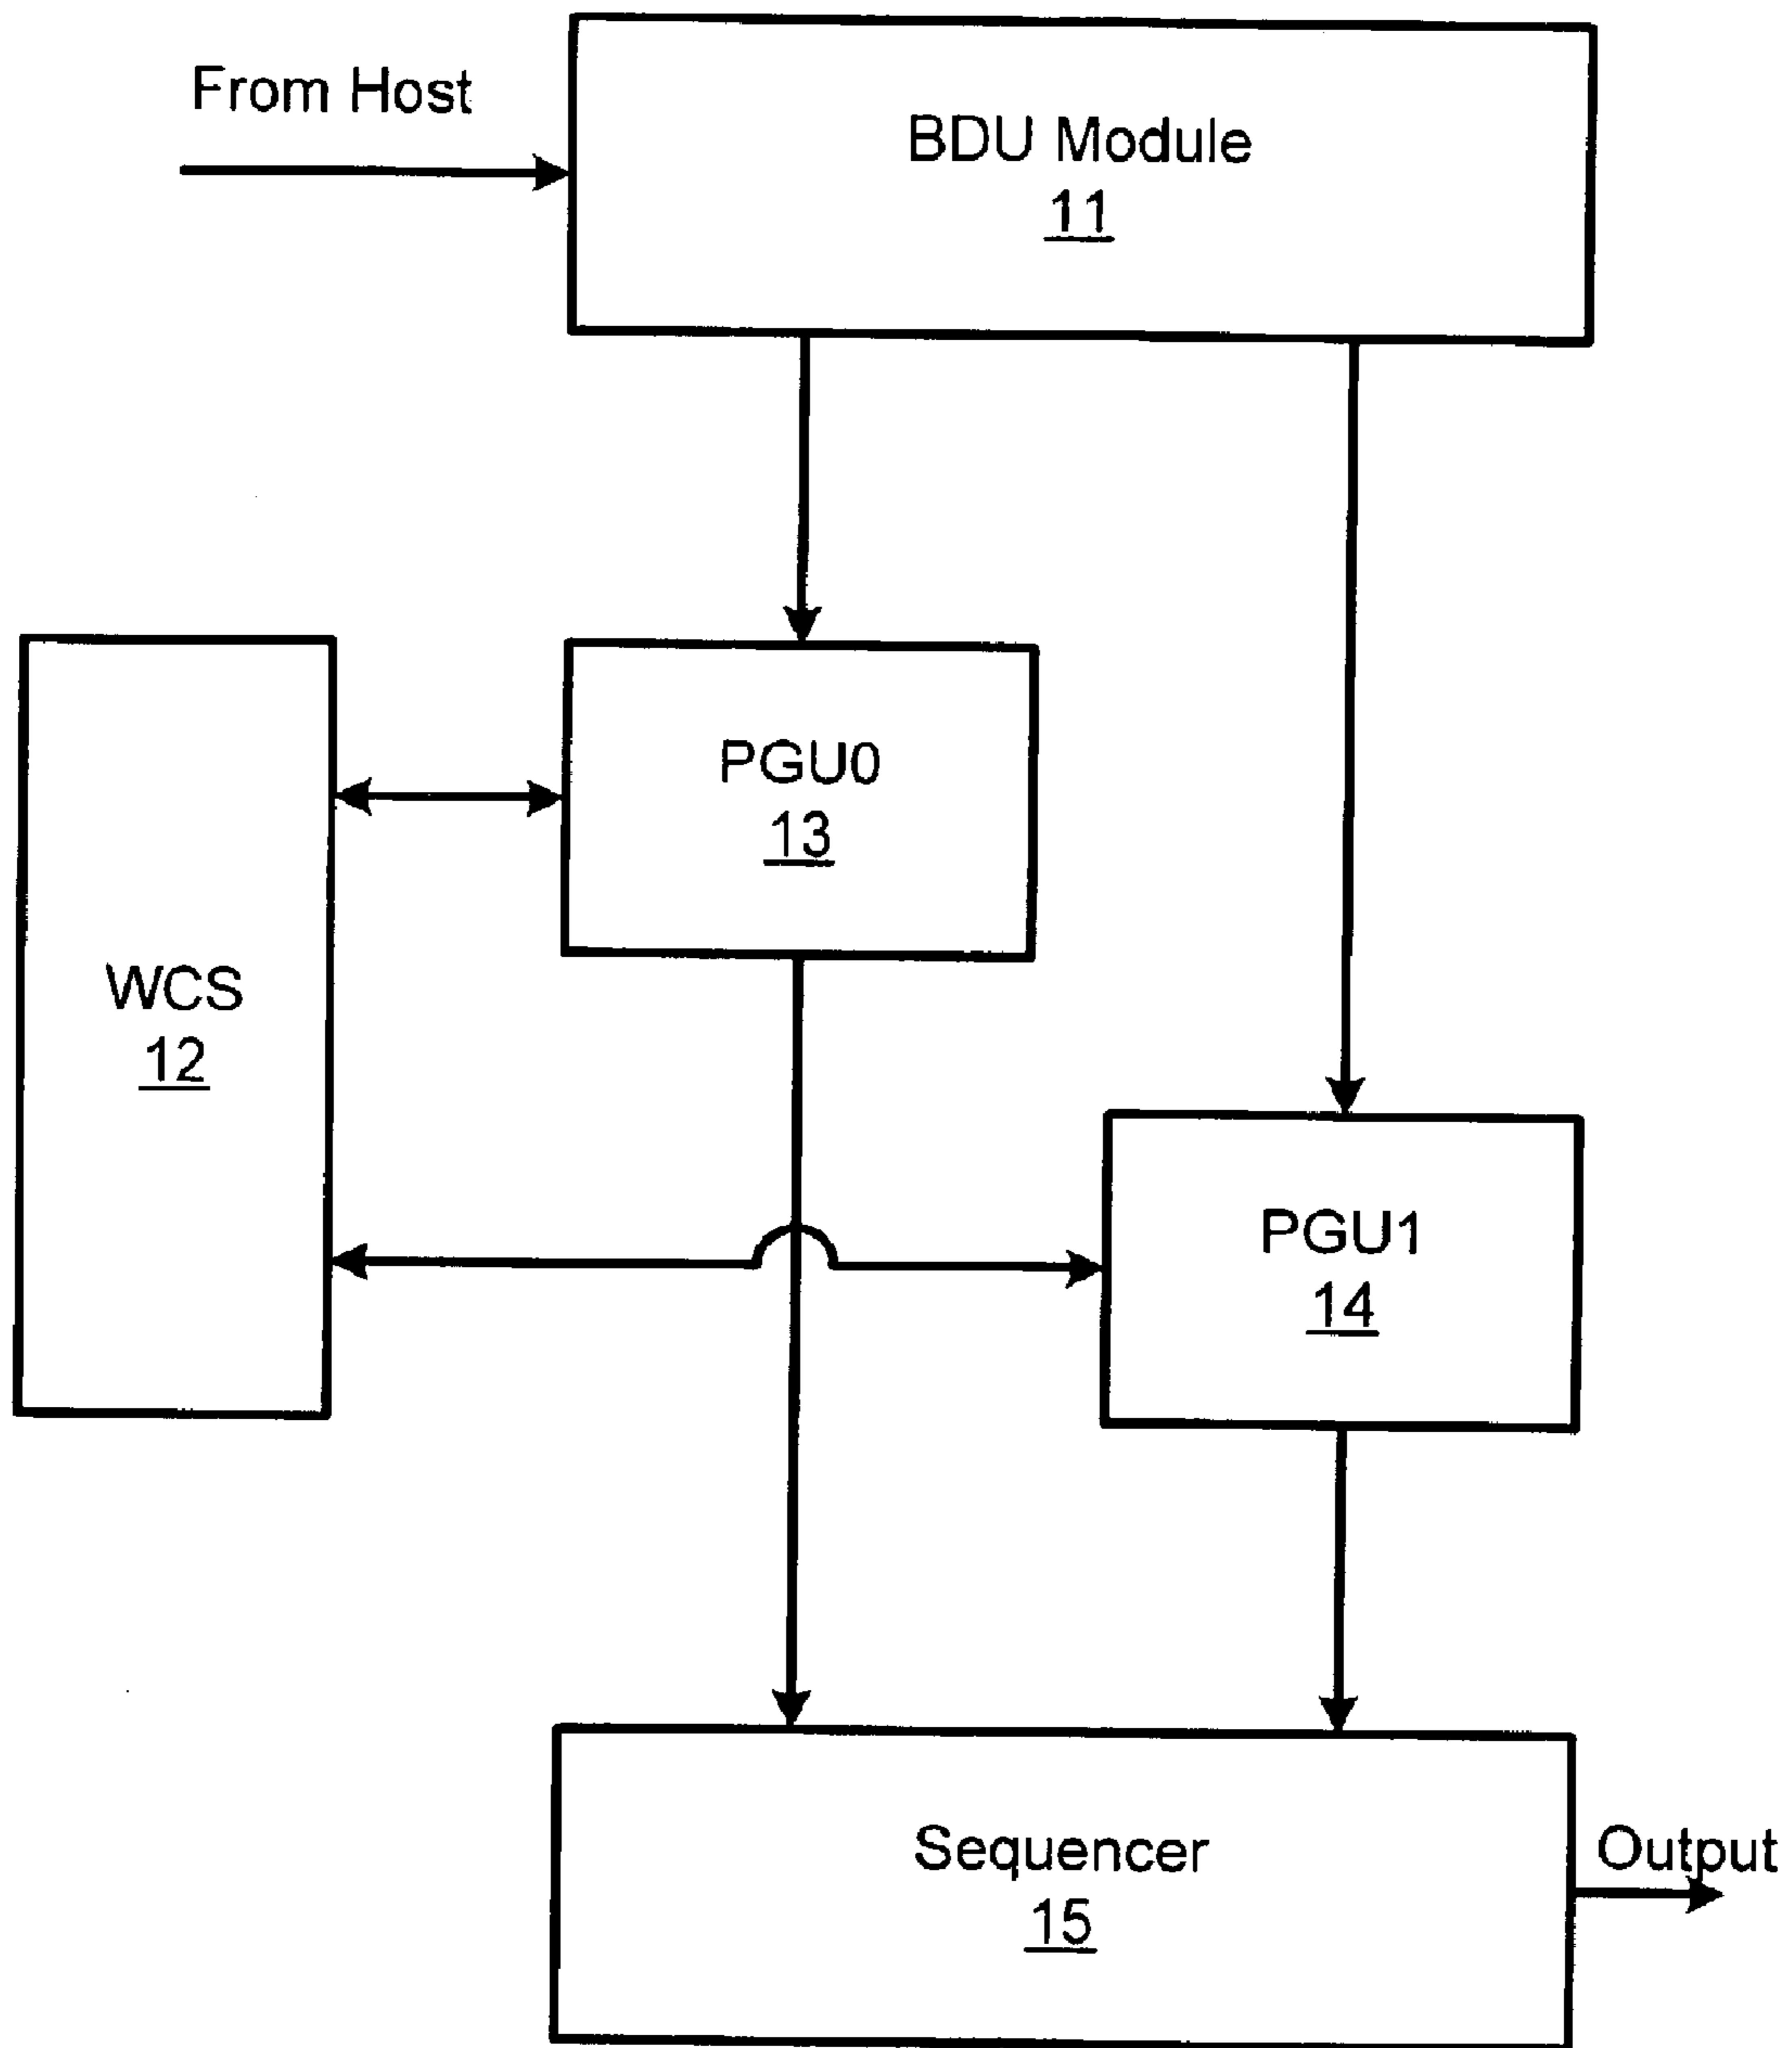 From Host
BDU Module
11
PGU0
13
WCS
12
PGU1
14
Sequencer
15
Output